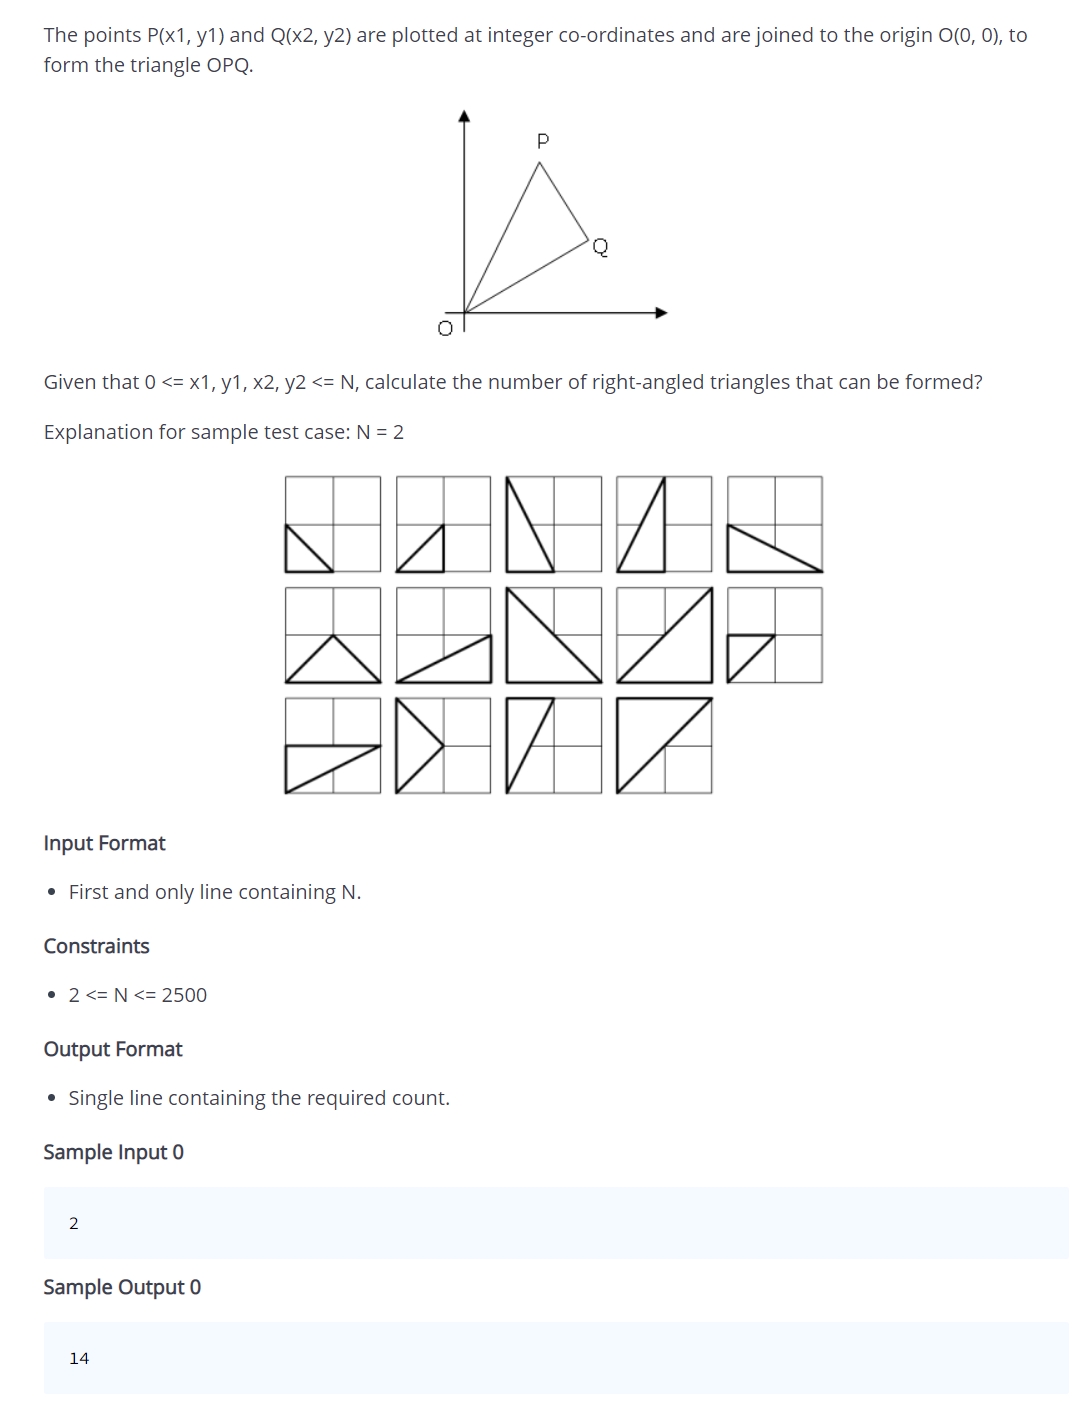 The points P(x1, y1) and Q(x2, y2) are plotted at integer co-ordinates and are joined to the origin O(0, 0), to
form the triangle OPQ.
P
Q
O
Given that 0 <= x1, y1, x2, y2 <= N, calculate the number of right-angled triangles that can be formed?
Explanation for sample test case: N = 2
Input Format
• First and only line containing N.
Constraints
• 2 <= N <= 2500
Output Format
• Single line containing the required count.
Sample Input 0
2
Sample Output 0
14